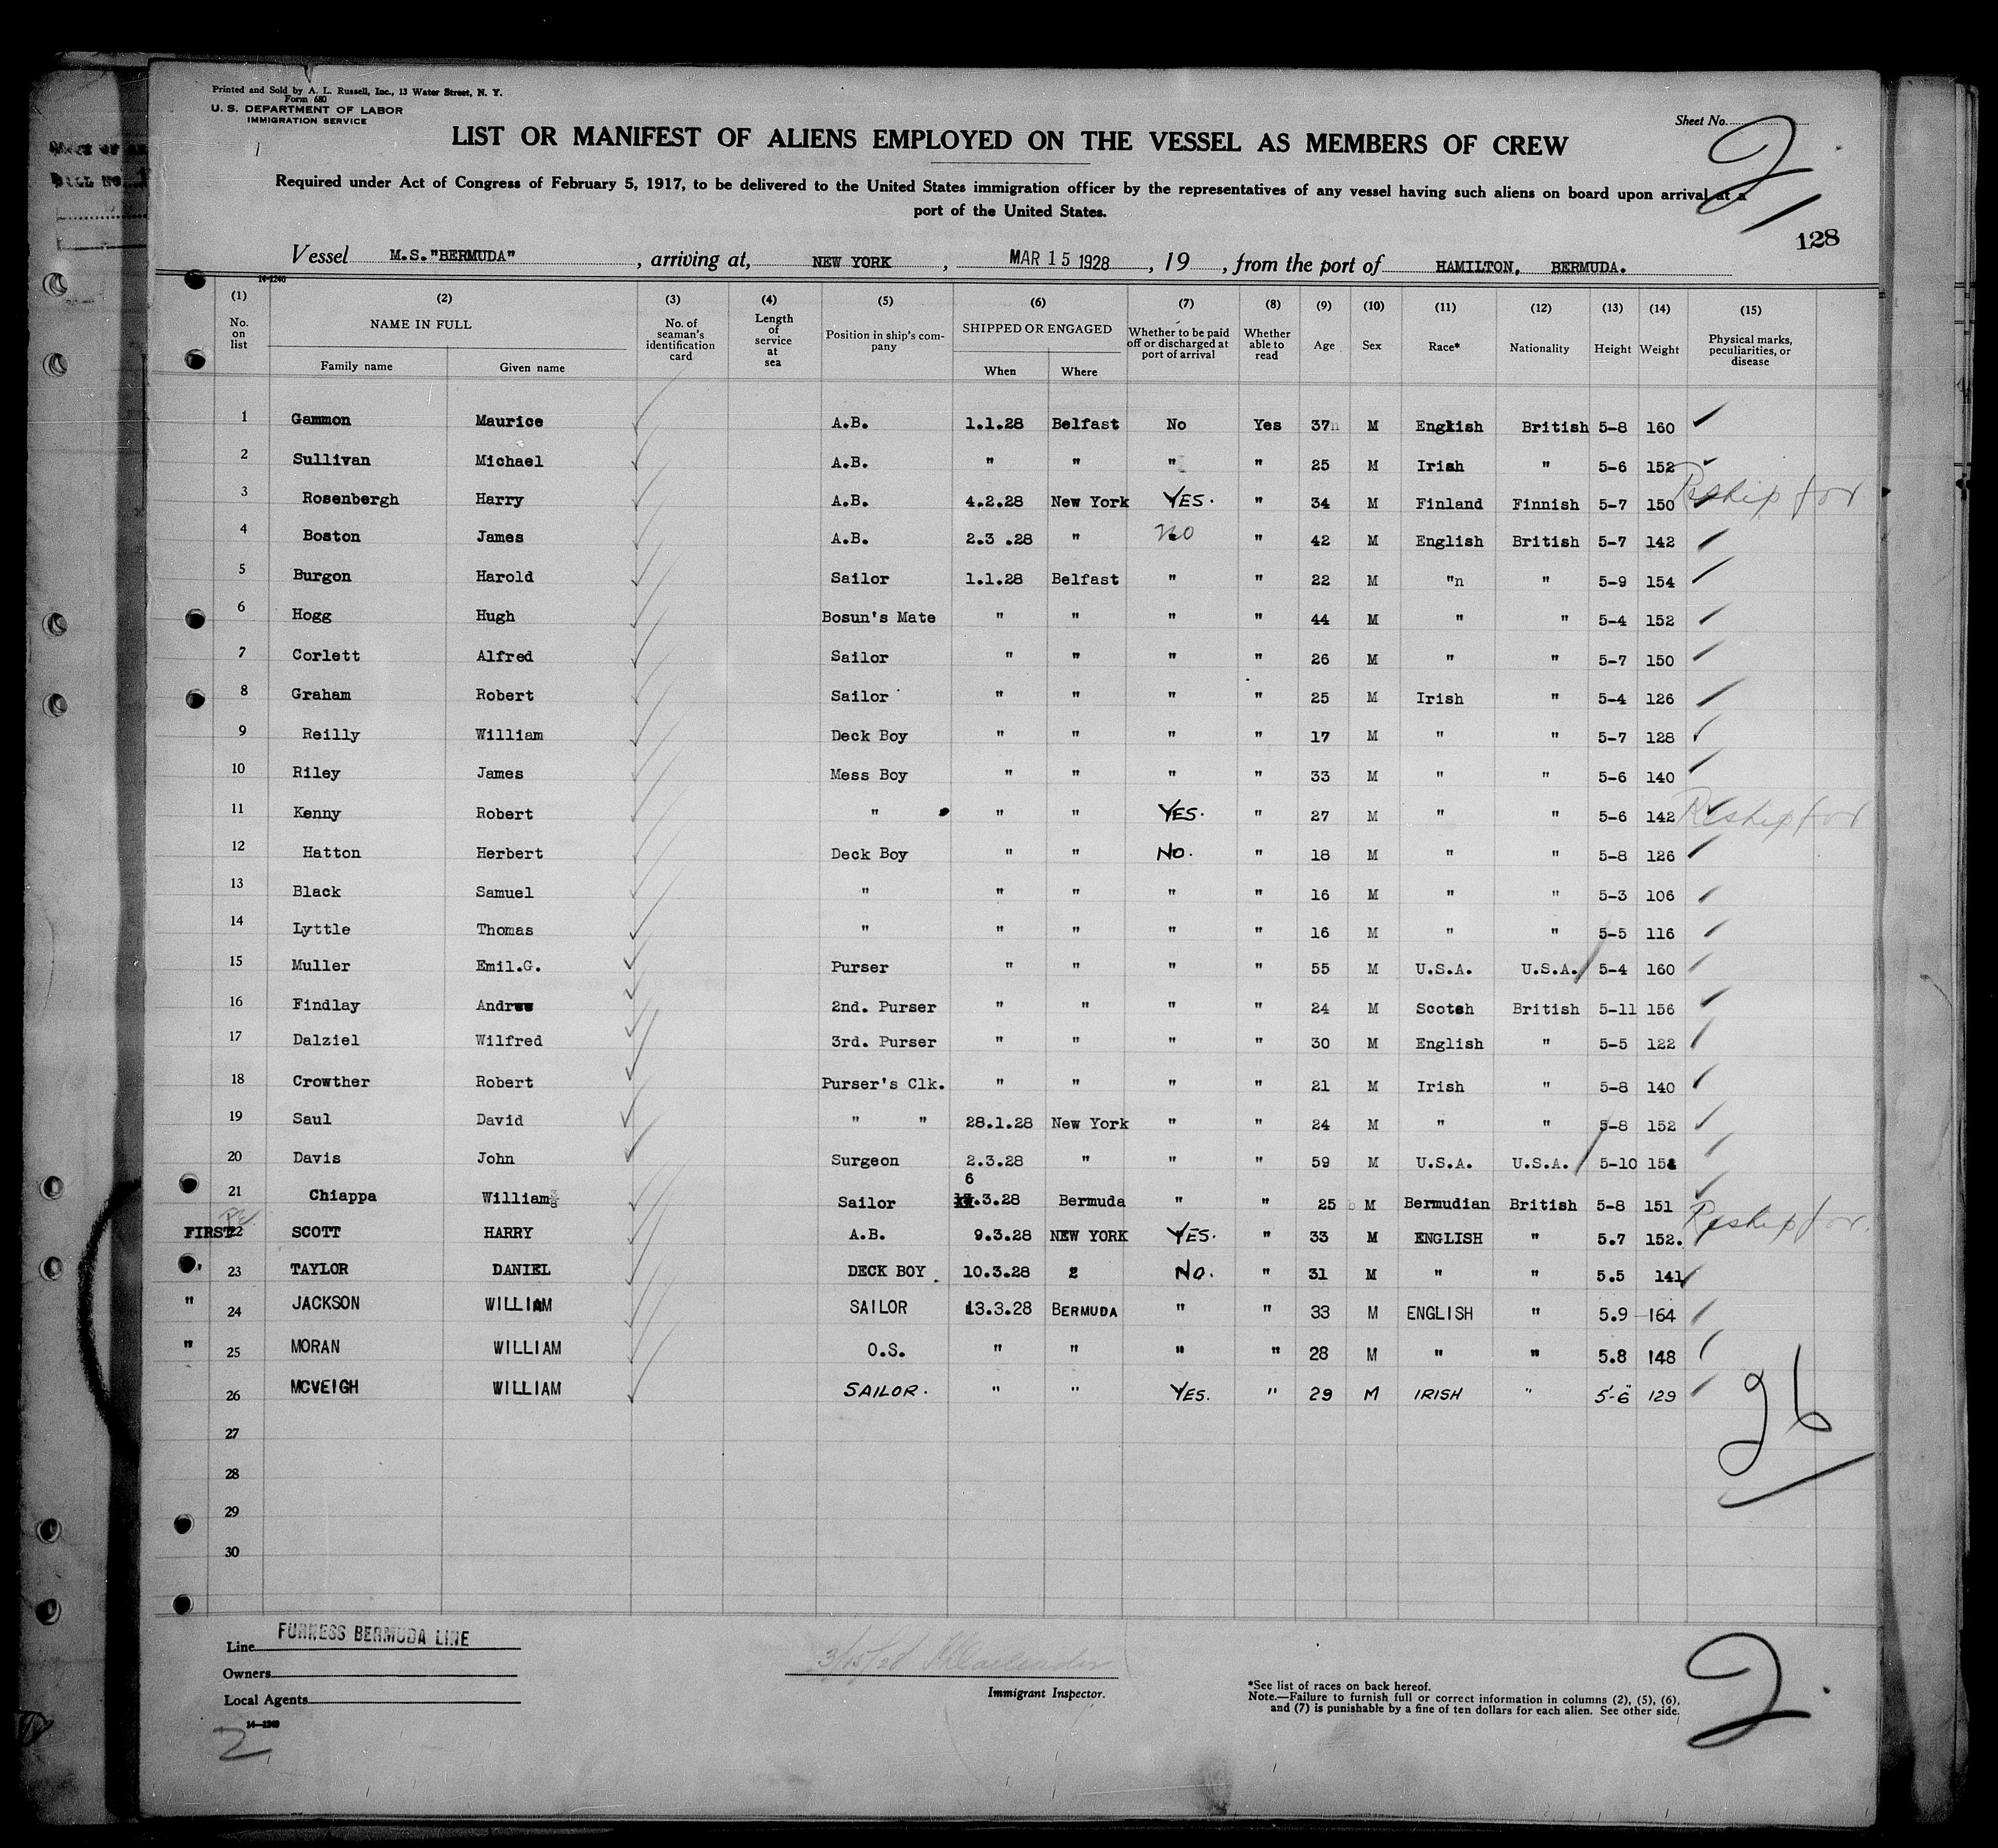 Printed and Sold by A. L. Russell, Inc., 13 Water Street, N. Y.
Form 680
U. S. DEPARTMENT OF LABOR
IMMIGRATION SERVICE
Sheet No. 2
LIST OR MANIFEST OF ALIENS EMPLOYED ON THE VESSEL AS MEMBERS OF CREW
Required under Act of Congress of February 5, 1917, to be delivered to the United States immigration officer by the representatives of any vessel having such aliens on board upon arrival at a
port of the United States.
128
Vessel M.S."BERMUDA" , arriving at, NEW YORK , MAR 15 1928 , 19 , from the port of HAMILTON, BERMUDA.
14-1240
(1) (2) (3) (4) (5) (6) (7) (8) (9) (10) (11) (12) (13) (14) (15)
No. on list NAME IN FULL Family name Given name No. of seaman's identification card Length of service at sea Position in ship's company SHIPPED OR ENGAGED When Where Whether to be paid off or discharged at port of arrival Whether able to read Age Sex Race* Nationality Height Weight Physical marks, peculiarities, or disease
1 Gammon Maurice A.B. 1.1.28 Belfast No Yes 37 M English British 5-8 160
2 Sullivan Michael A.B. " " " " 25 M Irish " 5-6 152
3 Rosenbergh Harry A.B. 4.2.28 New York YES. " 34 M Finland Finnish 5-7 150 Reship for
4 Boston James A.B. 2.3 .28 " No " 42 M English British 5-7 142
5 Burgon Harold Sailor 1.1.28 Belfast " " 22 M "n " 5-9 154
6 Hogg Hugh Bosun's Mate " " " " 44 M " " 5-4 152
7 Corlett Alfred Sailor " " " " 26 M " " 5-7 150
8 Graham Robert Sailor " " " " 25 M Irish " 5-4 126
9 Reilly William Deck Boy " " " " 17 M " " 5-7 128
10 Riley James Mess Boy " " " " 33 M " " 5-6 140
11 Kenny Robert " " " YES. " 27 M " " 5-6 142 Reship for
12 Hatton Herbert Deck Boy " " No. " 18 M " " 5-8 126
13 Black Samuel " " " " " 16 M " " 5-3 106
14 Lyttle Thomas " " " " " 16 M " " 5-5 116
15 Muller Emil.G. Purser " " " " 55 M U.S.A. U.S.A. 5-4 160
16 Findlay Andrew 2nd. Purser " " " " 24 M Scotch British 5-11 156
17 Dalziel Wilfred 3rd. Purser " " " " 30 M English " 5-5 122
18 Crowther Robert Purser's Clk. " " " " 21 M Irish " 5-8 140
19 Saul David " " 28.1.28 New York " " 24 M " " 5-8 152
20 Davis John Surgeon 2.3.28 " " " 59 M U.S.A. U.S.A. 5-10
21 Chiappa William Sailor 6.3.28 Bermuda " " 25 M Bermudian British 5-8 151
FIRST 22 SCOTT HARRY A.B. 9.3.28 NEW YORK YES. " 33 M ENGLISH " 5.7 152. Reship for.
23 TAYLOR DANIEL DECK BOY . 10.3.28 2 No. " 31 M " " 5.5 141
" 24 JACKSON WILLIAM SAILOR 13.3.28 BERMUDA " " 33 M ENGLISH " 5.9 164
" 25 MORAN WILLIAM O.S. " " " " 28 M " " 5.8 148
26 MCVEIGH WILLIAM SAILOR. " " YES. " 29 M IRISH " 5-6 129
26
27
28
29
30
Line FURNESS BERMUDA LINE
Owners
Local Agents
14-1240
2
3/15/28
Immigrant Inspector.
*See list of races on back hereof.
Note.—Failure to furnish full or correct information in columns (2), (5), (6),
and (7) is punishable by a fine of ten dollars for each alien. See other side.
2.